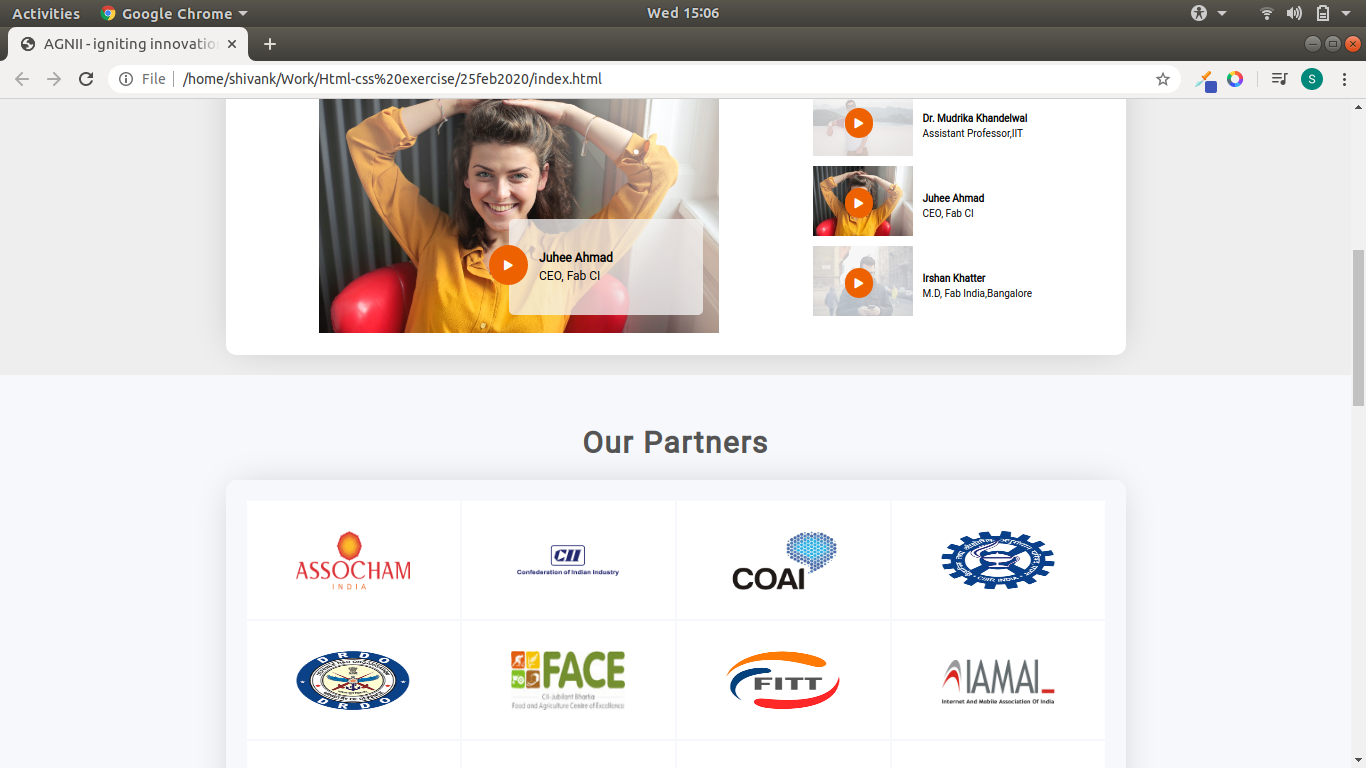 Activities
Google Chrome
Wed 15:06
AGNII - igniting innovatio
File
/home/shivank/Work/Html-css%20exercise/25feb2020/index.html
S
Juhee Ahmad
CEO, Fab CI
Dr. Mudrika Khandelwal
Assistant Professor,IIT
Juhee Ahmad
CEO, Fab CI
Irshan Khatter
M.D, Fab India,Bangalore
Our Partners
ASSOCHAM
INDIA
CII
Confederation of Indian Industry
COAI
CSIR INDIA
DRDO
DRDO
FACE
CII-Jubilant Bhartia
Food and Agriculture Centre of Excellence
FITT
IAMAI
Internet And Mobile Association Of India